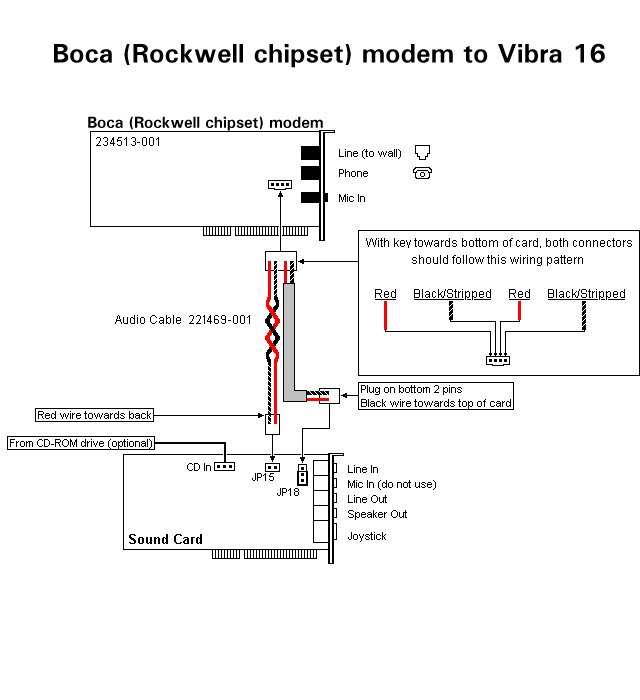 Boca (Rockwell chipset) modem to Vibra 16
Boca (Rockwell chipset) modem
234513-001
Line (to wall)
Phone
Mic In
With key towards bottom of card, both connectors
should follow this wiring pattern
Red Black/Stripped Red Black/Stripped
Audio Cable 221469-001
Plug on bottom 2 pins
Black wire towards top of card
Red wire towards back
From CD-ROM drive (optional)
CD In
JP15
JP18
Line In
Mic In (do not use)
Line Out
Speaker Out
Joystick
Sound Card